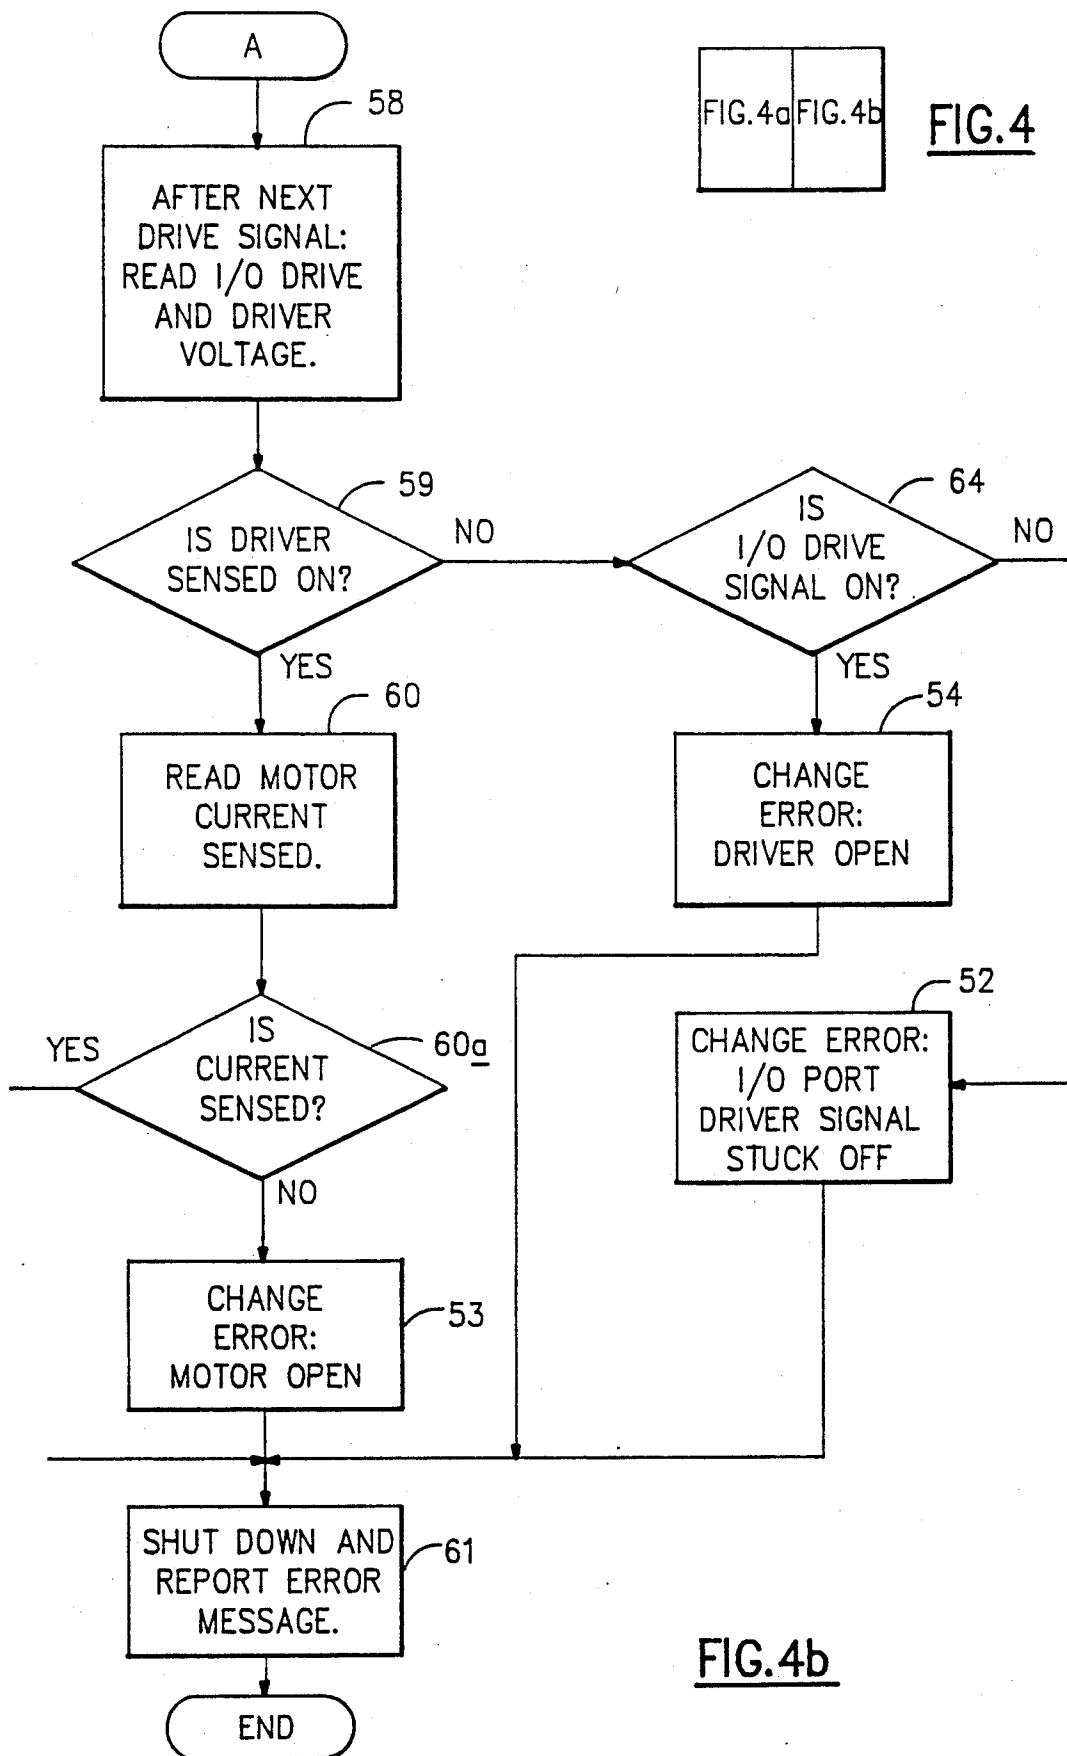 A
58
FIG.4a
FIG.4b
FIG.4
AFTER NEXT
DRIVE SIGNAL:
READ I/O DRIVE
AND DRIVER
VOLTAGE.
59
IS DRIVER
SENSED ON?
NO
YES
64
IS
I/O DRIVE
SIGNAL ON?
NO
YES
60
READ MOTOR
CURRENT
SENSED.
54
CHANGE
ERROR:
DRIVER OPEN
60a
IS
CURRENT
SENSED?
YES
NO
52
CHANGE ERROR:
I/O PORT
DRIVER SIGNAL
STUCK OFF
53
CHANGE
ERROR:
MOTOR OPEN
61
SHUT DOWN AND
REPORT ERROR
MESSAGE.
END
FIG.4b